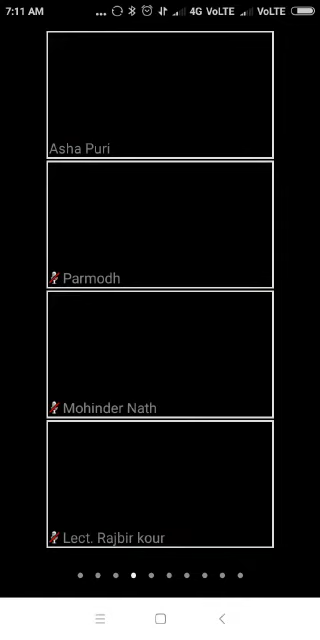 7:11 AM ... 4G VoLTE VoLTE
Asha Puri
Parmodh
Mohinder Nath
Lect. Rajbir kour